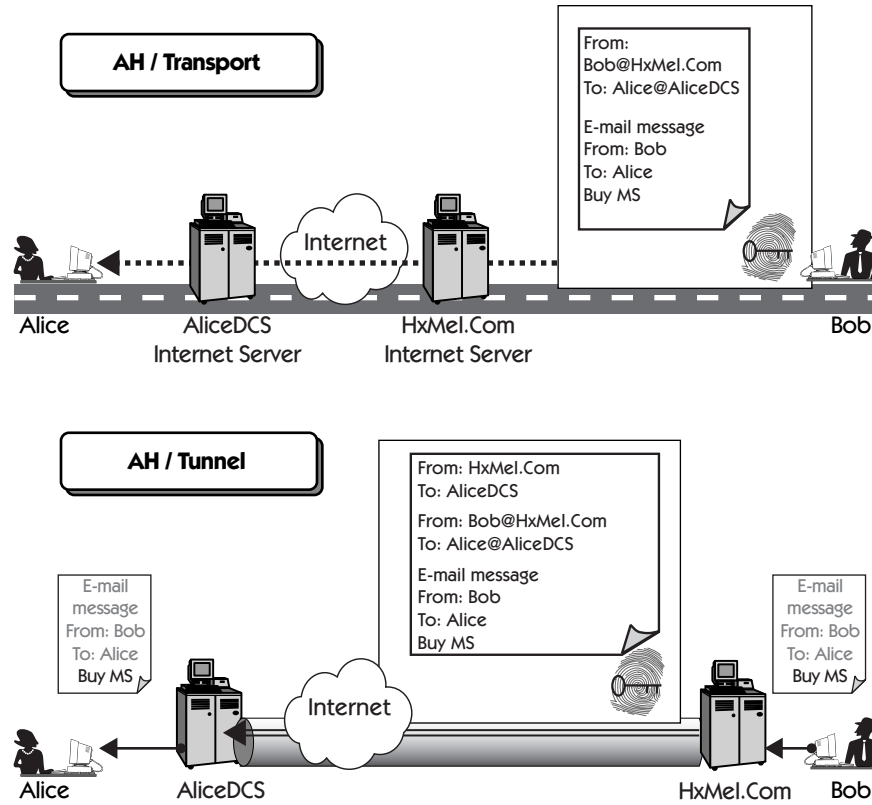 AH / Transport
From:
Bob@HxMel.Com
To: Alice@AliceDCS
E-mail message
From: Bob
To: Alice
Buy MS
Internet
Alice
AliceDCS
Internet Server
HxMel.Com
Internet Server
Bob
AH / Tunnel
From: HxMel.Com
To: AliceDCS
From: Bob@HxMel.Com
To: Alice@AliceDCS
E-mail message
From: Bob
To: Alice
Buy MS
E-mail
message
From: Bob
To: Alice
Buy MS
E-mail
message
From: Bob
To: Alice
Buy MS
Internet
Alice
AliceDCS
HxMel.Com
Bob